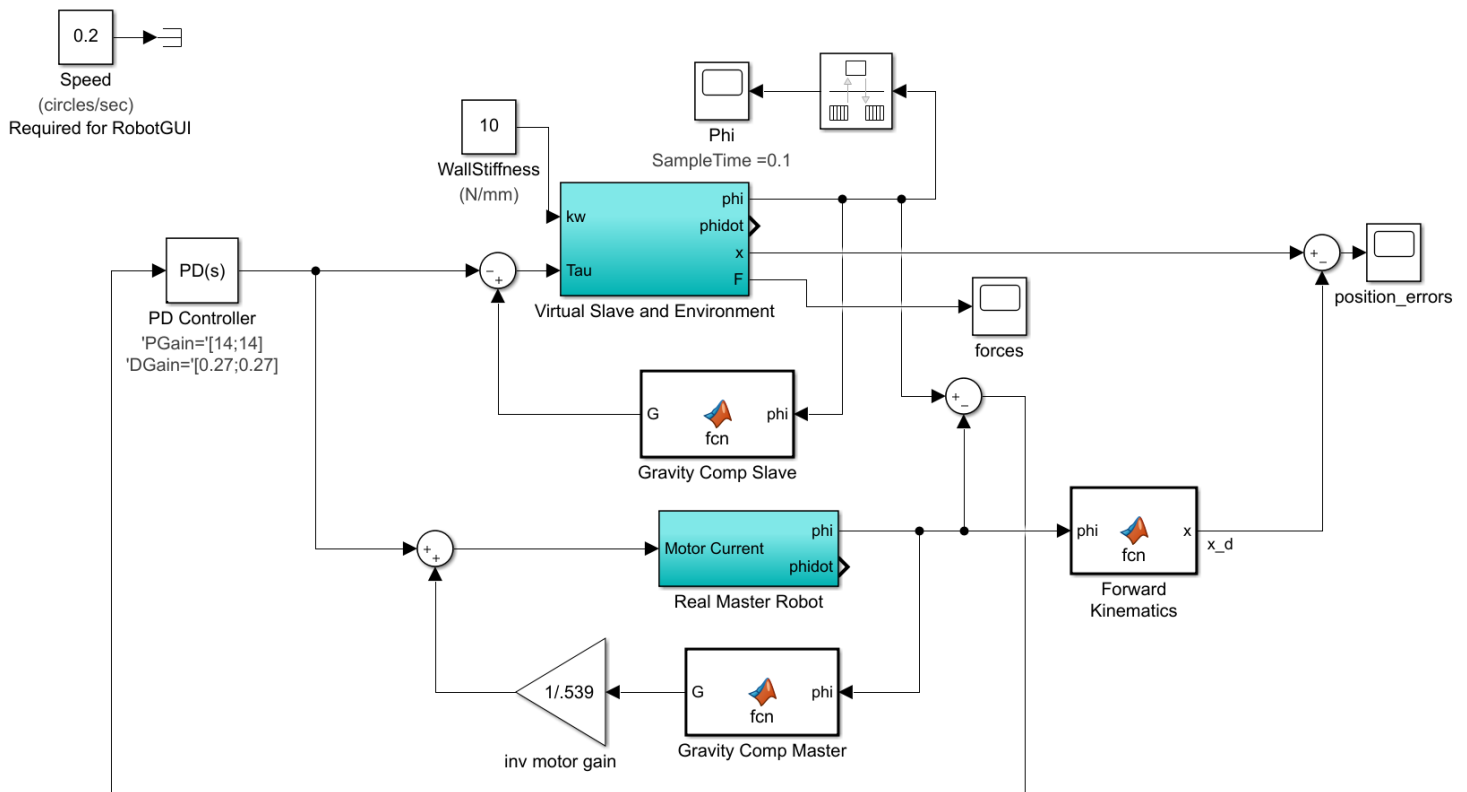 0.2
Speed
(circles/sec)
Required for RobotGUI
10
WallStiffness
(N/mm)
Phi
SampleTime =0.1
kw
Tau
phi
phidot
x
F
Virtual Slave and Environment
PD(s)
PD Controller
'PGain='[14;14]
'DGain='[0.27;0.27]
−
+
+
−
position_errors
forces
G
fcn
phi
Gravity Comp Slave
+
−
+
+
Motor Current
phi
phidot
Real Master Robot
phi
fcn
x
x_d
Forward
Kinematics
1/.539
inv motor gain
G
fcn
phi
Gravity Comp Master